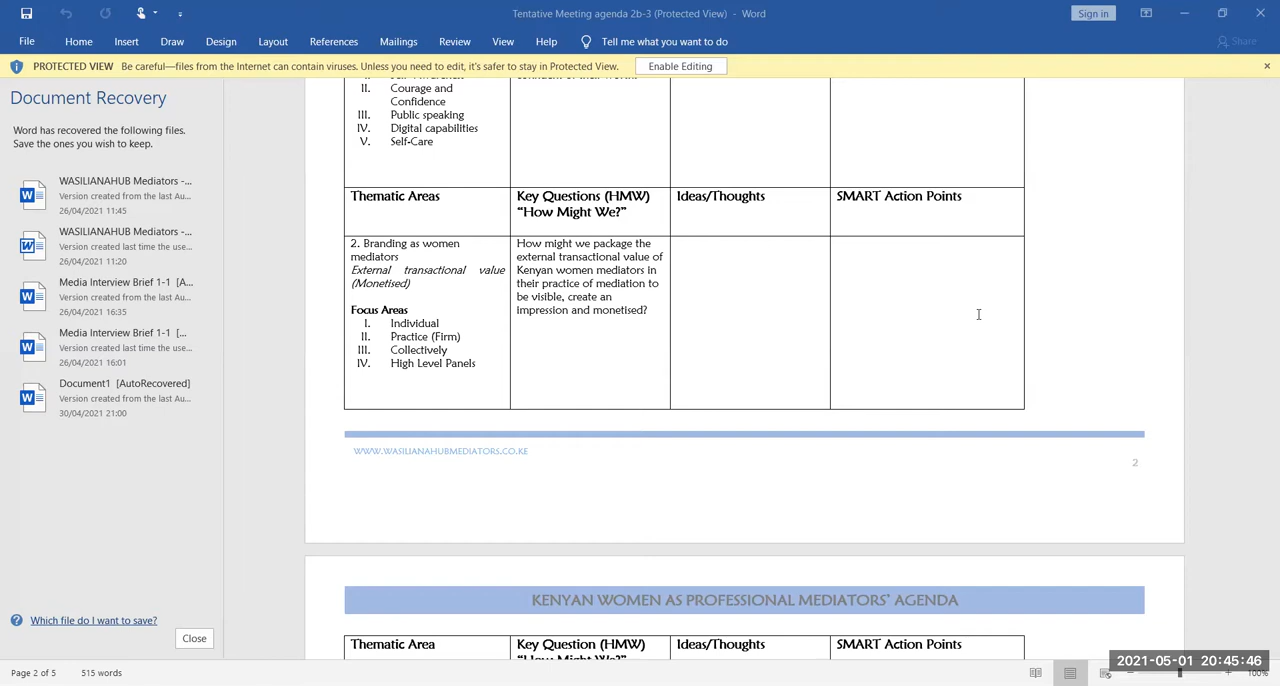 Tentative Meeting agenda 2b-3 (Protected View) - Word
Sign in
File Home Insert Draw Design Layout References Mailings Review View Help Tell me what you want to do
Share
PROTECTED VIEW Be careful—files from the Internet can contain viruses. Unless you need to edit, it's safer to stay in Protected View. Enable Editing
Document Recovery
Word has recovered the following files.
Save the ones you wish to keep.
WASILIANAHUB Mediators -...
Version created from the last Au...
26/04/2021 11:45
WASILIANAHUB Mediators -...
Version created last time the use...
26/04/2021 11:20
Media Interview Brief 1-1 [A...
Version created from the last Au...
26/04/2021 16:35
Media Interview Brief 1-1 [...
Version created last time the use...
26/04/2021 16:01
Document1 [AutoRecovered]
Version created from the last Au...
30/04/2021 21:00
Which file do I want to save?
Close
II. Courage and
Confidence
III. Public speaking
IV. Digital capabilities
V. Self-Care
Thematic Areas
Key Questions (HMW)
“How Might We?”
Ideas/Thoughts
SMART Action Points
2. Branding as women
mediators
External transactional value
(Monetised)
Focus Areas
I. Individual
II. Practice (Firm)
III. Collectively
IV. High Level Panels
How might we package the
external transactional value of
Kenyan women mediators in
their practice of mediation to
be visible, create an
impression and monetised?
WWW.WASILIANAHUBMEDIATORS.CO.KE
2
KENYAN WOMEN AS PROFESSIONAL MEDIATORS' AGENDA
Thematic Area
Key Question (HMW)
“How Might We?”
Ideas/Thoughts
SMART Action Points
2021-05-01 20:45:46
Page 2 of 5 515 words
100%